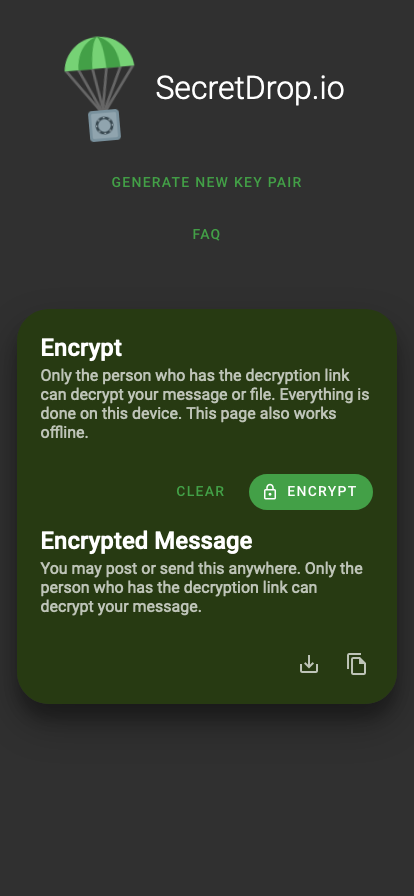 SecretDrop.io
GENERATE NEW KEY PAIR
FAQ
Encrypt
Only the person who has the decryption link
can decrypt your message or file. Everything is
done on this device. This page also works
offline.
CLEAR
ENCRYPT
Encrypted Message
You may post or send this anywhere. Only the
person who has the decryption link can
decrypt your message.